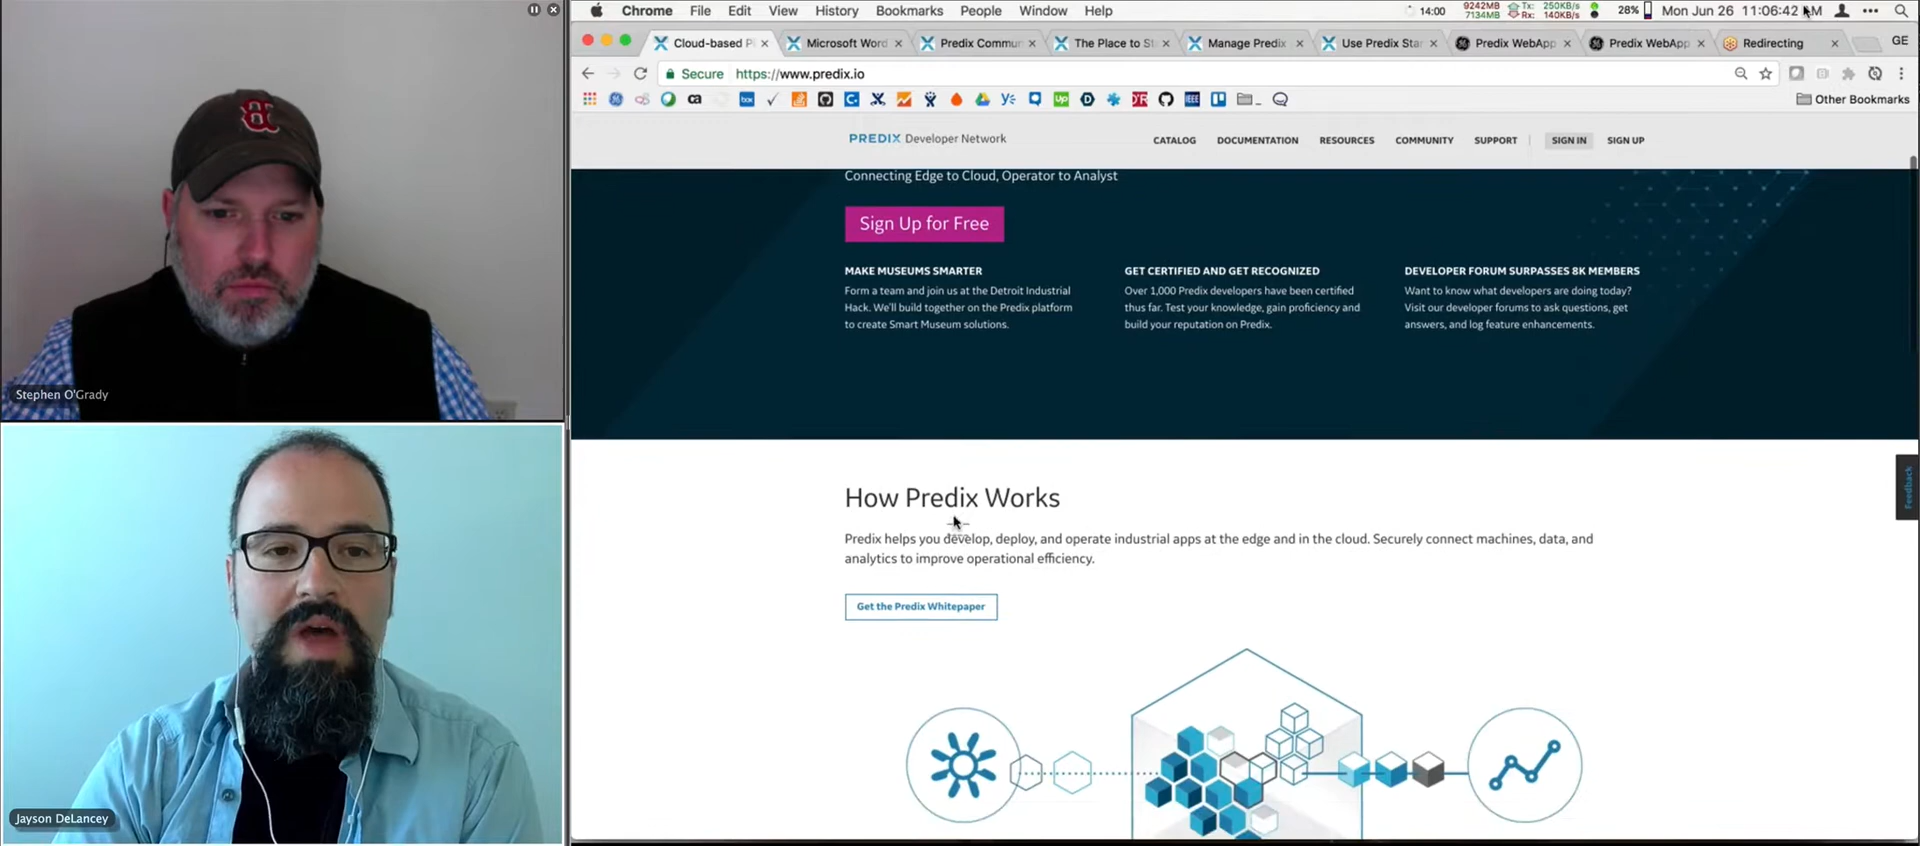 Stephen O'Grady
Jayson DeLancey
Chrome File Edit View History Bookmarks People Window Help
14:00 9242MB 7134MB Tx: 250KB/s Rx: 140KB/s 28% Mon Jun 26 11:06:42
Cloud-based Microsoft Word Predix Commun The Place to Manage Predix Use Predix Star Predix WebApp Predix WebApp Redirecting GE
Secure https://www.predix.io
Other Bookmarks
PREDIX Developer Network CATALOG DOCUMENTATION RESOURCES COMMUNITY SUPPORT SIGN IN SIGN UP
Connecting Edge to Cloud, Operator to Analyst
Sign Up for Free
MAKE MUSEUMS SMARTER
Form a team and join us at the Detroit Industrial
Hack. We'll build together on the Predix platform
to create Smart Museum solutions.
GET CERTIFIED AND GET RECOGNIZED
Over 1,000 Predix developers have been certified
thus far. Test your knowledge, gain proficiency and
build your reputation on Predix.
DEVELOPER FORUM SURPASSES 8K MEMBERS
Want to know what developers are doing today?
Visit our developer forums to ask questions, get
answers, and log feature enhancements.
Feedback
How Predix Works
Predix helps you develop, deploy, and operate industrial apps at the edge and in the cloud. Securely connect machines, data, and
analytics to improve operational efficiency.
Get the Predix Whitepaper